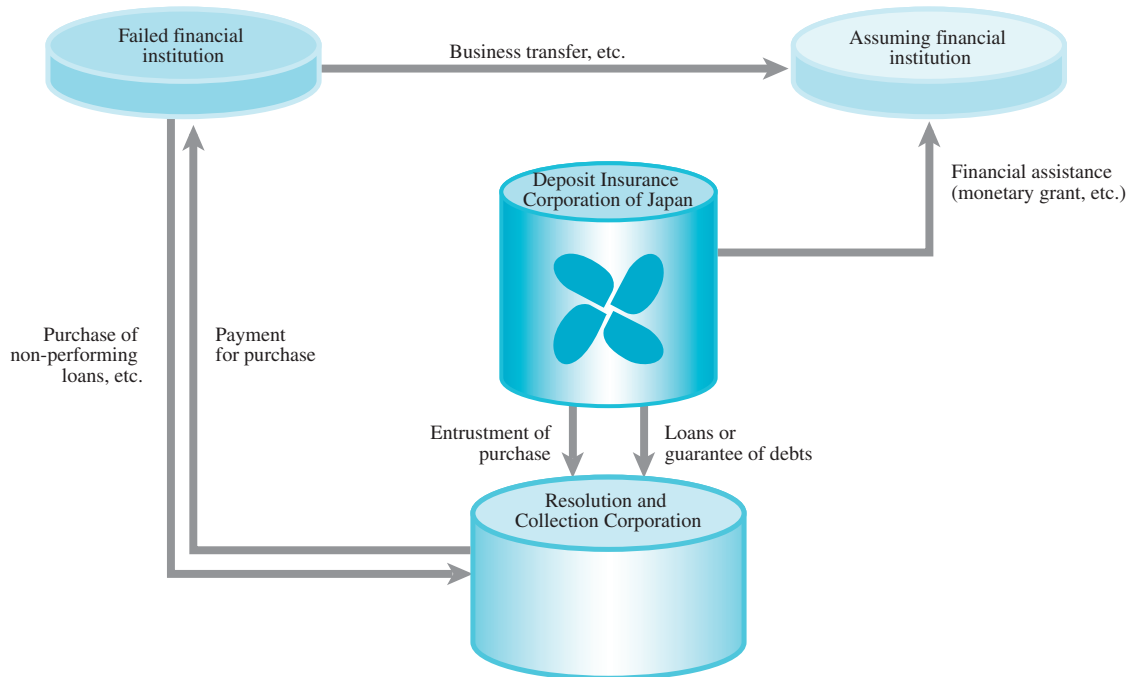 Failed financial
institution
Business transfer, etc.
Assuming financial
institution
Deposit Insurance
Corporation of Japan
Financial assistance
(monetary grant, etc.)
Purchase of
non-performing
loans, etc.
Payment
for purchase
Entrustment of
purchase
Loans or
guarantee of debts
Resolution and
Collection Corporation